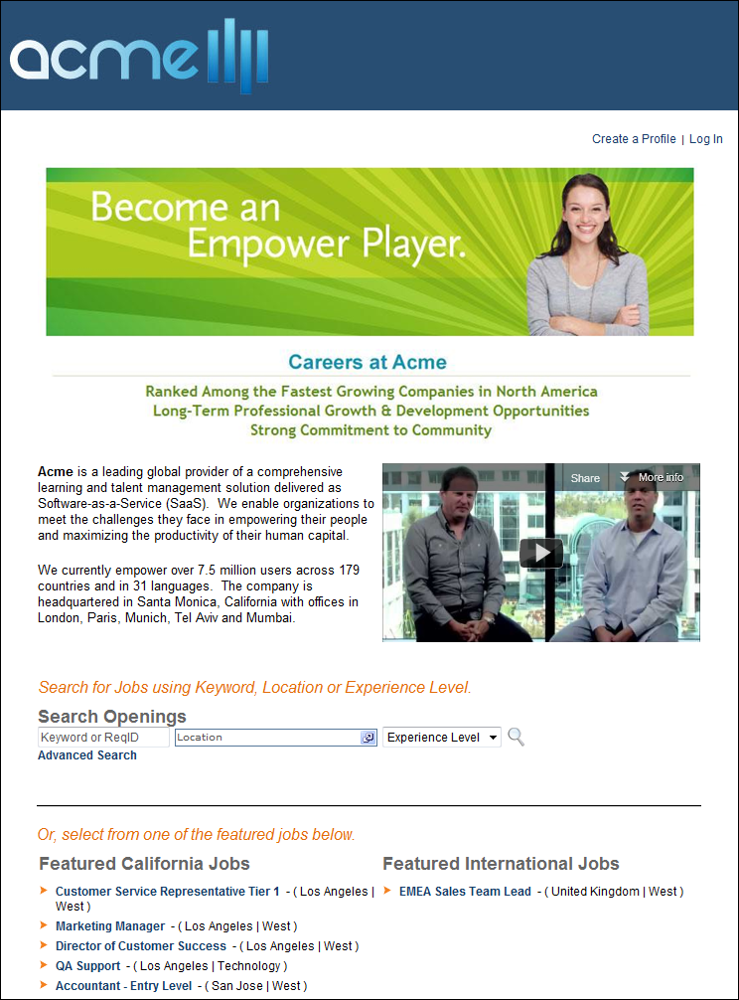 acme
Create a Profile | Log In
Become an
Empower Player.
Careers at Acme
Ranked Among the Fastest Growing Companies in North America
Long-Term Professional Growth & Development Opportunities
Strong Commitment to Community
Acme is a leading global provider of a comprehensive
learning and talent management solution delivered as
Software-as-a-Service (SaaS).  We enable organizations to
meet the challenges they face in empowering their people
and maximizing the productivity of their human capital.
We currently empower over 7.5 million users across 179
countries and in 31 languages.  The company is
headquartered in Santa Monica, California with offices in
London, Paris, Munich, Tel Aviv and Mumbai.
Share More info
Search for Jobs using Keyword, Location or Experience Level.
Search Openings
Keyword or ReqID Location Experience Level
Advanced Search
Or, select from one of the featured jobs below.
Featured California Jobs
Customer Service Representative Tier 1 - ( Los Angeles |
West )
Marketing Manager - ( Los Angeles | West )
Director of Customer Success - ( Los Angeles | West )
QA Support - ( Los Angeles | Technology )
Accountant - Entry Level - ( San Jose | West )
Featured International Jobs
EMEA Sales Team Lead - ( United Kingdom | West )